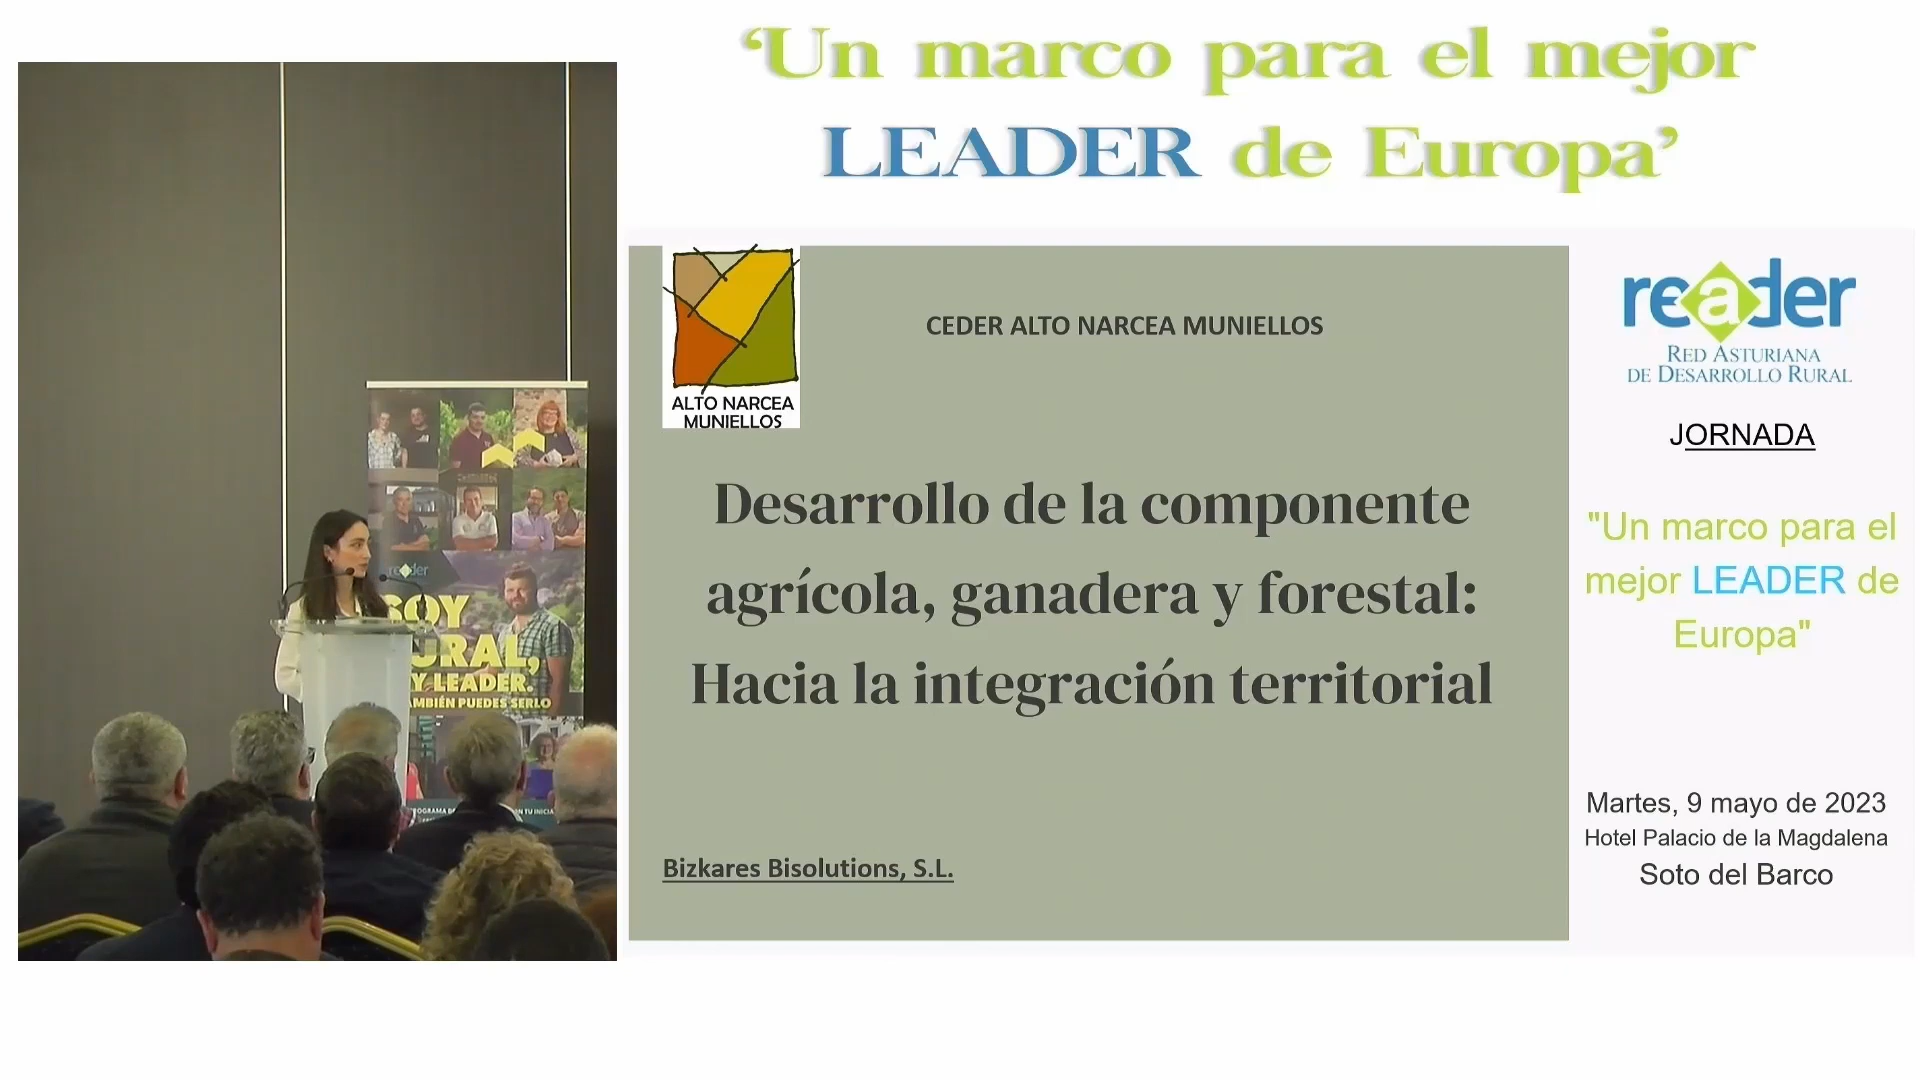 ‘Un marco para el mejor
LEADER de Europa’
reader
SOY
RURAL,
Y LEADER.
AMBIÉN PUEDES SERLO
ALTO NARCEA
MUNIELLOS
CEDER ALTO NARCEA MUNIELLOS
Desarrollo de la componente
agrícola, ganadera y forestal:
Hacia la integración territorial
Bizkares Bisolutions, S.L.
reader
RED ASTURIANA
DE DESARROLLO RURAL
JORNADA
"Un marco para el
mejor LEADER de
Europa"
Martes, 9 mayo de 2023
Hotel Palacio de la Magdalena
Soto del Barco